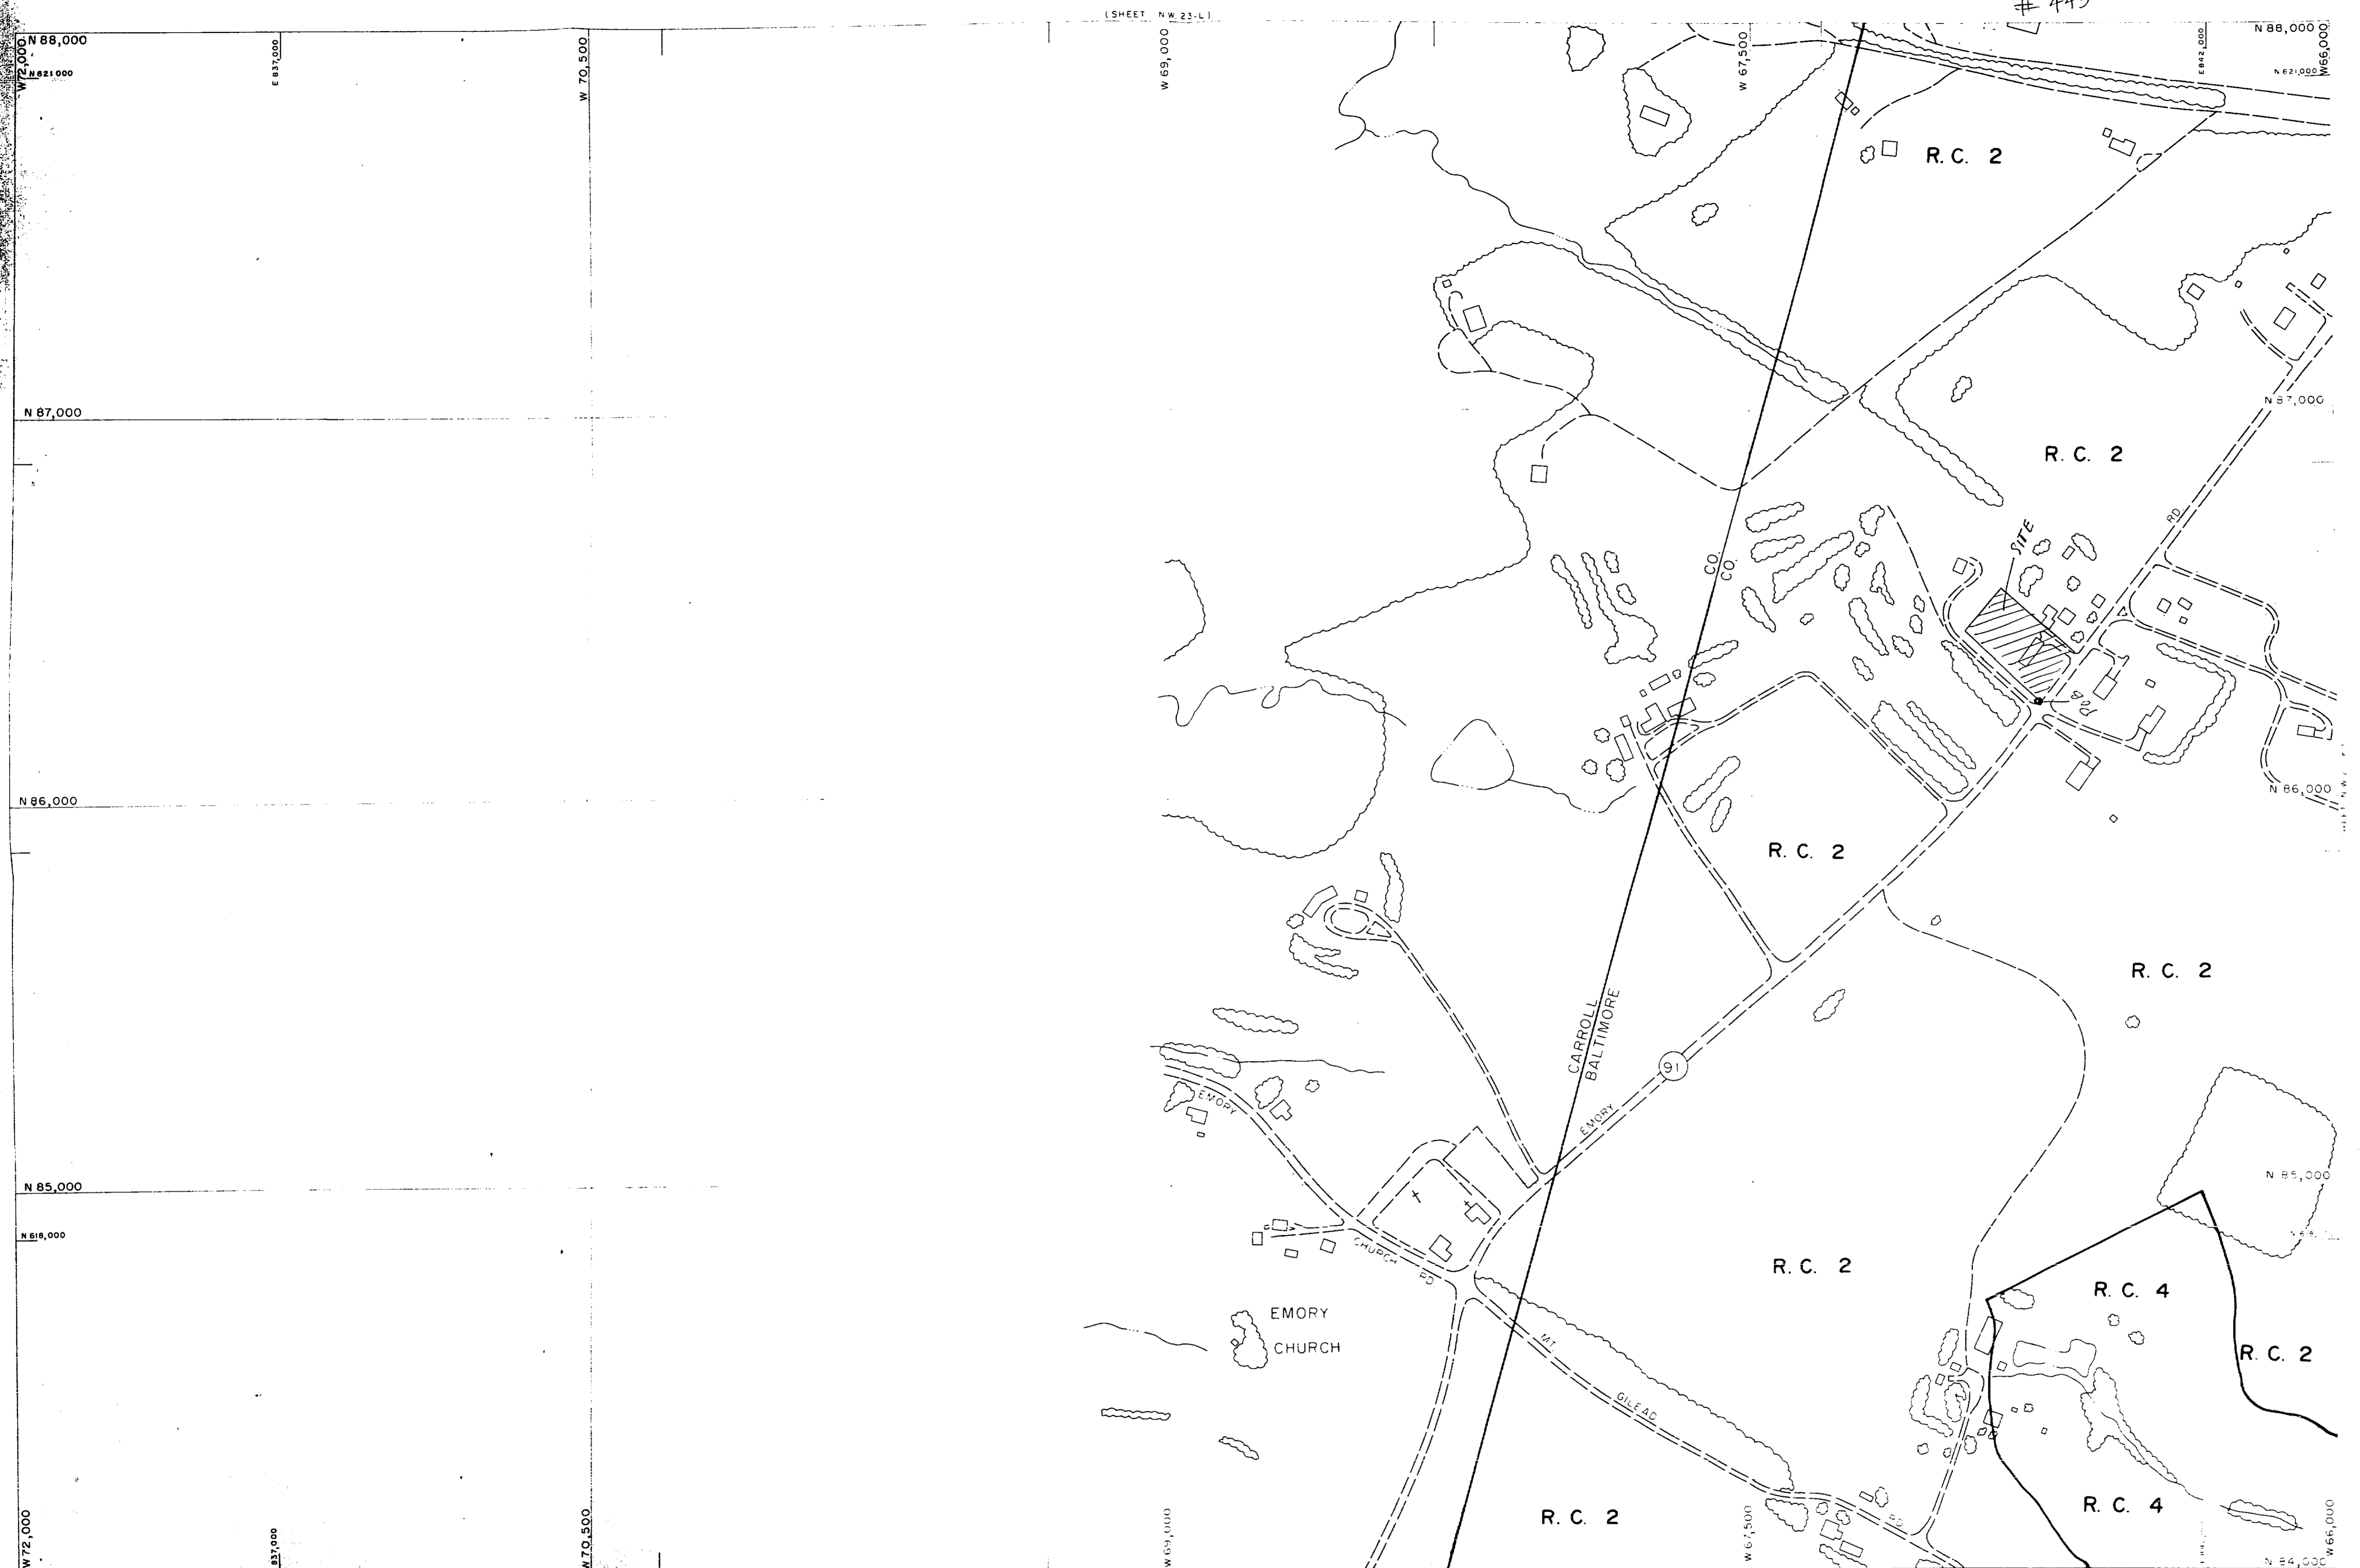 (SHEET NW. 23-L)
# 445
N 88,000
W 72,000
N 621 000
E 837,000
W 70,500
W 69,000
W 67,500
E 842,000
N 88,000
N 621,000
W 66,000
R. C. 2
N 87,000
N 87,000
R. C. 2
RD
SITE
CO.
CO.
N 86,000
N 86,000
R. C. 2
R. C. 2
CARROLL
BALTIMORE
91
EMORY
EMORY
N 85,000
N 85,000
N 618,000
CHURCH RD
R. C. 2
R. C. 4
EMORY
CHURCH
MT. GILEAD RD
R. C. 2
R. C. 2
R. C. 4
W 72,000
837,000
W 70,500
W 69,000
W 67,500
W 66,000
N 84,000